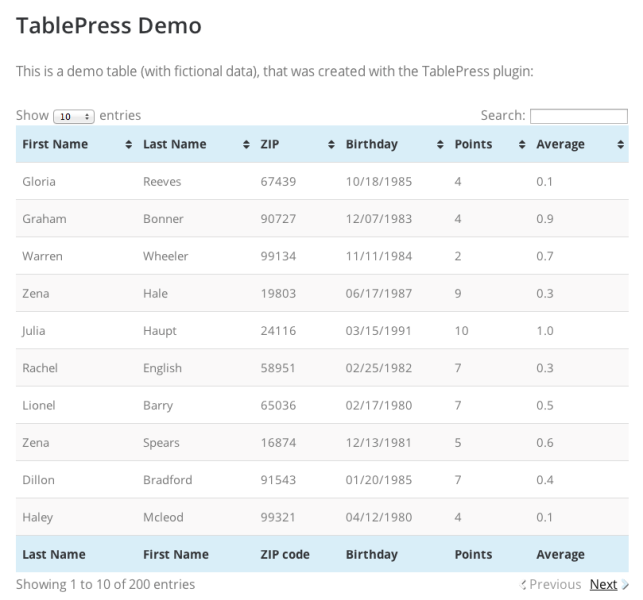 TablePress Demo
This is a demo table (with fictional data), that was created with the TablePress plugin:
Show 10 entries Search:
First Name Last Name ZIP Birthday Points Average
Gloria Reeves 67439 10/18/1985 4 0.1
Graham Bonner 90727 12/07/1983 4 0.9
Warren Wheeler 99134 11/11/1984 2 0.7
Zena Hale 19803 06/17/1987 9 0.3
Julia Haupt 24116 03/15/1991 10 1.0
Rachel English 58951 02/25/1982 7 0.3
Lionel Barry 65036 02/17/1980 7 0.5
Zena Spears 16874 12/13/1981 5 0.6
Dillon Bradford 91543 01/20/1985 7 0.4
Haley Mcleod 99321 04/12/1980 4 0.1
Last Name First Name ZIP code Birthday Points Average
Showing 1 to 10 of 200 entries Previous Next